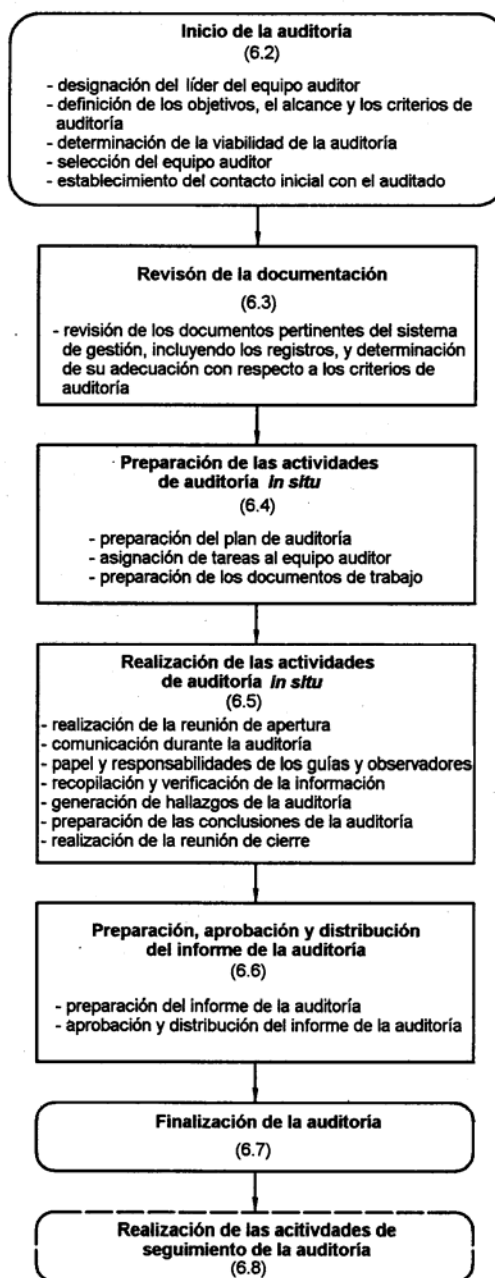 Inicio de la auditoría
(6.2)
- designación del líder del equipo auditor
- definición de los objetivos, el alcance y los criterios de
auditoría
- determinación de la viabilidad de la auditoría
- selección del equipo auditor
- establecimiento del contacto inicial con el auditado
Revisón de la documentación
(6.3)
- revisión de los documentos pertinentes del sistema
de gestión, incluyendo los registros, y determinación
de su adecuación con respecto a los criterios de
auditoría
Preparación de las actividades
de auditoría in situ
(6.4)
- preparación del plan de auditoría
- asignación de tareas al equipo auditor
- preparación de los documentos de trabajo
Realización de las actividades
de auditoría in situ
(6.5)
- realización de la reunión de apertura
- comunicación durante la auditoría
- papel y responsabilidades de los guías y observadores
- recopilación y verificación de la información
- generación de hallazgos de la auditoría
- preparación de las conclusiones de la auditoría
- realización de la reunión de cierre
Preparación, aprobación y distribución
del informe de la auditoría
(6.6)
- preparación del informe de la auditoría
- aprobación y distribución del informe de la auditoría
Finalización de la auditoría
(6.7)
Realización de las acitivdades de
seguimiento de la auditoría
(6.8)